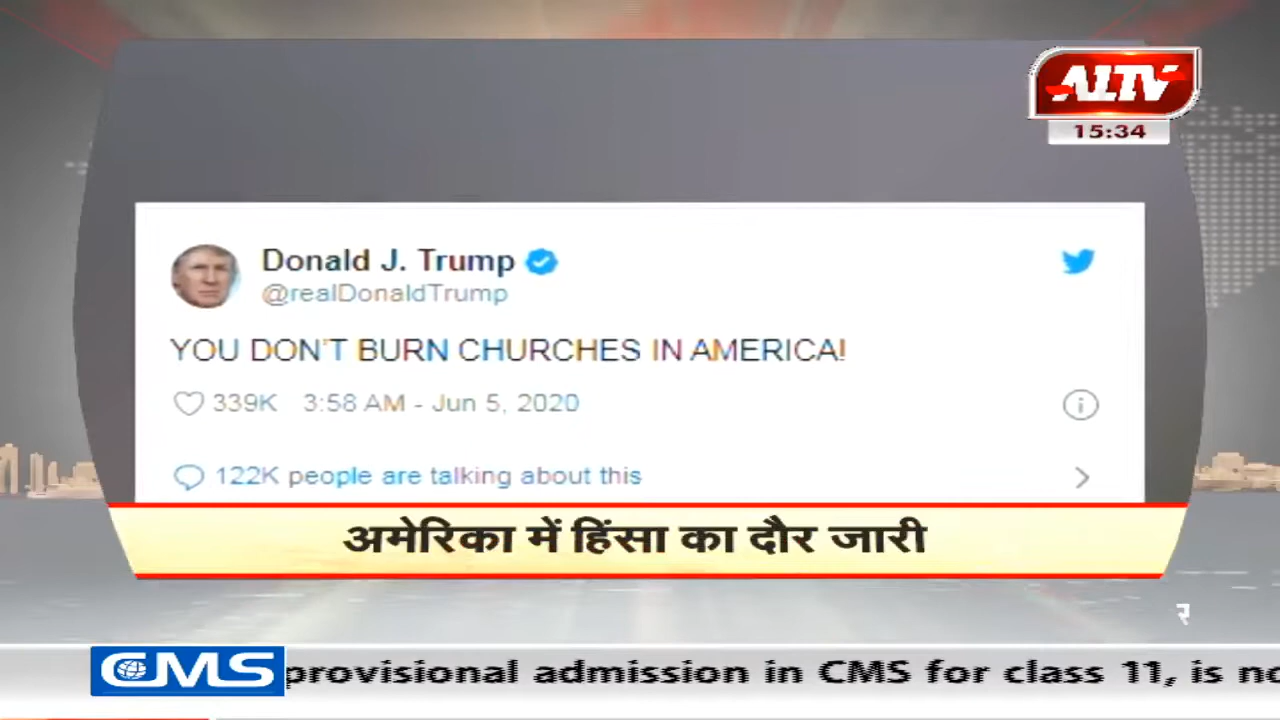 ALTV
15:34
Donald J. Trump
@realDonaldTrump
YOU DON'T BURN CHURCHES IN AMERICA!
339K 3:58 AM - Jun 5, 2020
122K people are talking about this
अमेरिका में हिंसा का दौर जारी
CMS provisional admission in CMS for class 11, is